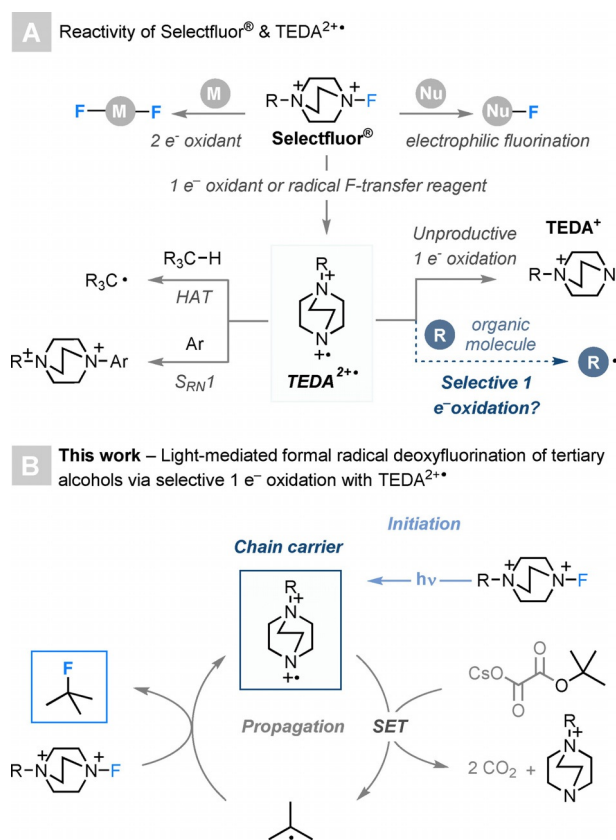 A Reactivity of Selectfluor® & TEDA²⁺•
F–M–F
M
2 e⁻ oxidant
R–N⁺ N⁺–F
Selectfluor®
Nu
Nu–F
electrophilic fluorination
1 e⁻ oxidant or radical F-transfer reagent
R₃C•
R₃C–H
HAT
Ar
S_RN1
R–N⁺ N⁺–Ar
R
N⁺
N
+•
TEDA²⁺•
Unproductive
1 e⁻ oxidation
TEDA⁺
R–N⁺ N
R organic
molecule
R•
Selective 1
e⁻oxidation?
B This work – Light-mediated formal radical deoxyfluorination of tertiary
alcohols via selective 1 e⁻ oxidation with TEDA²⁺•
Initiation
Chain carrier
hν
R–N⁺ N⁺–F
R
N⁺
N
+•
F
Propagation
SET
CsO
O
O
O
R–N⁺ N⁺–F
2 CO₂ +
R
N⁺
N
•